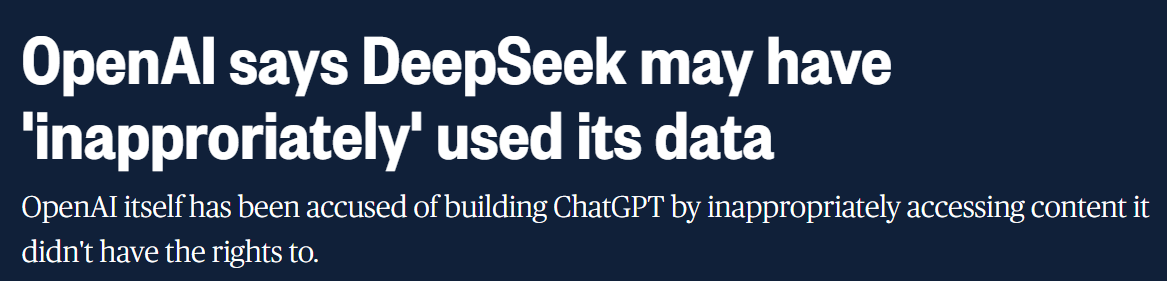 OpenAI says DeepSeek may have
'inapproriately' used its data
OpenAI itself has been accused of building ChatGPT by inappropriately accessing content it
didn't have the rights to.